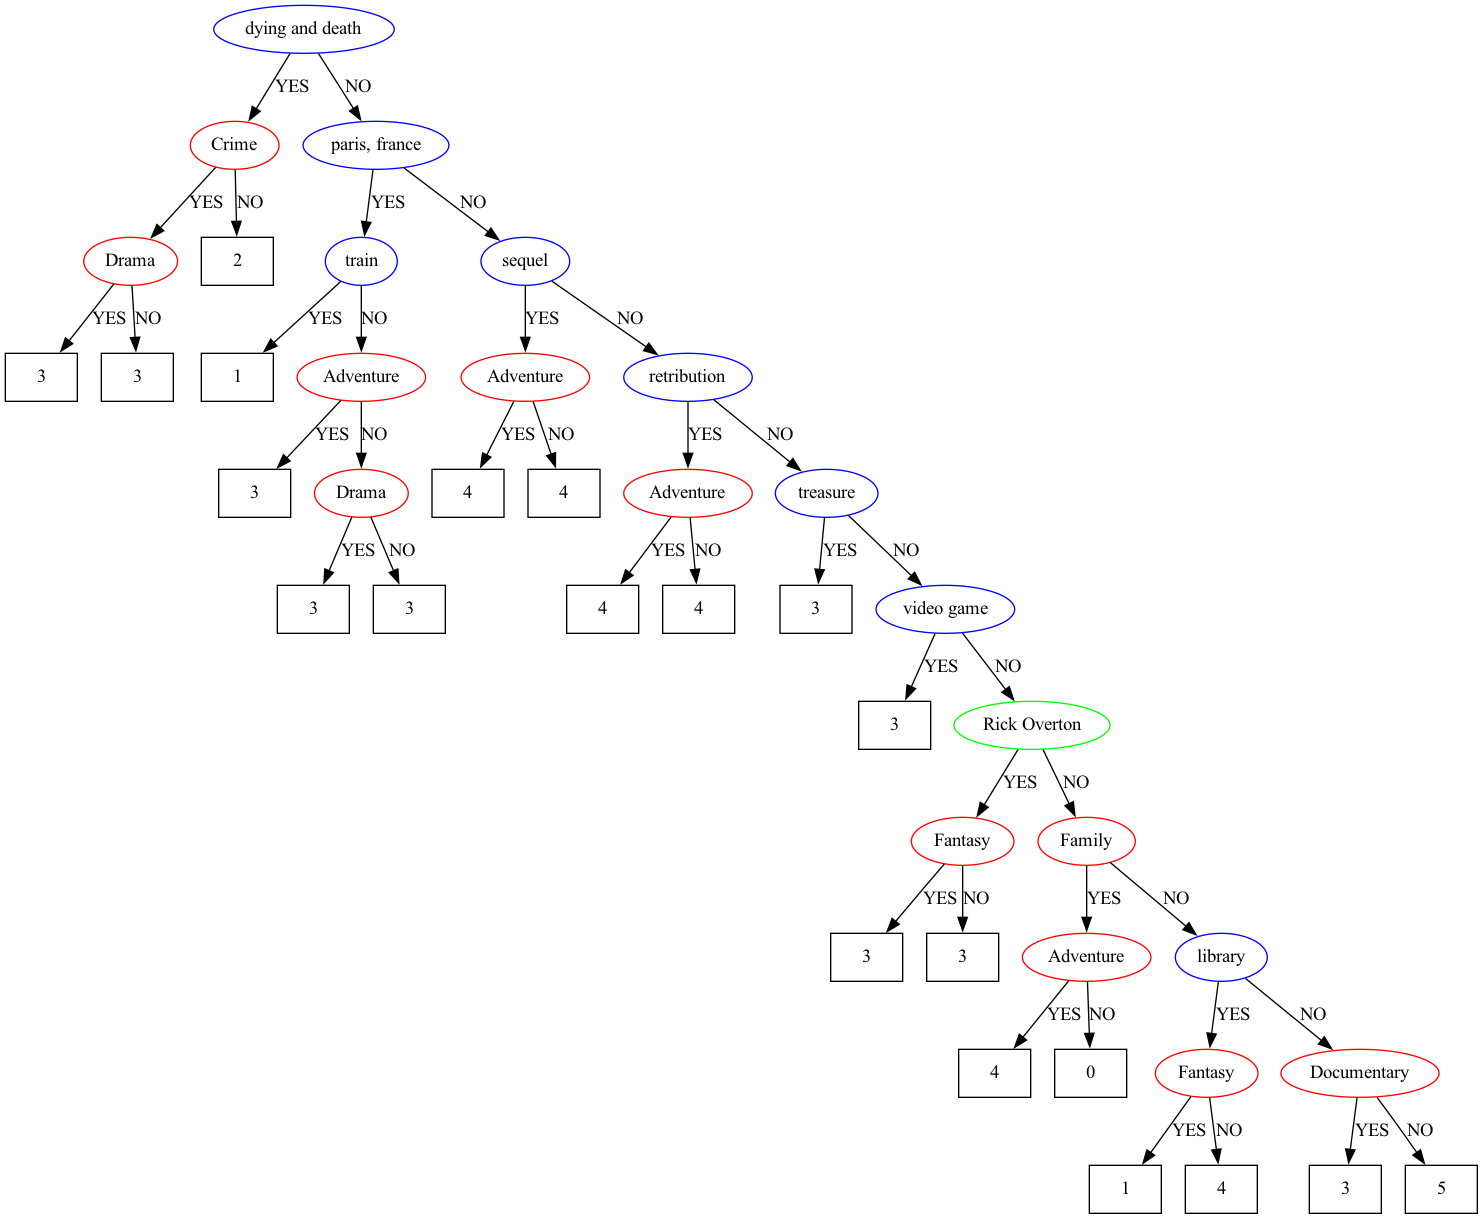 dying and death
YES
NO
Crime
paris, france
YES
NO
YES
NO
Drama
2
train
sequel
YES
NO
YES
NO
YES
NO
3
3
1
Adventure
Adventure
retribution
YES
NO
YES
NO
YES
NO
3
Drama
4
4
Adventure
treasure
YES
NO
YES
NO
YES
NO
3
3
4
4
3
video game
YES
NO
3
Rick Overton
YES
NO
Fantasy
Family
YES
NO
YES
NO
3
3
Adventure
library
YES
NO
YES
NO
4
0
Fantasy
Documentary
YES
NO
YES
NO
1
4
3
5